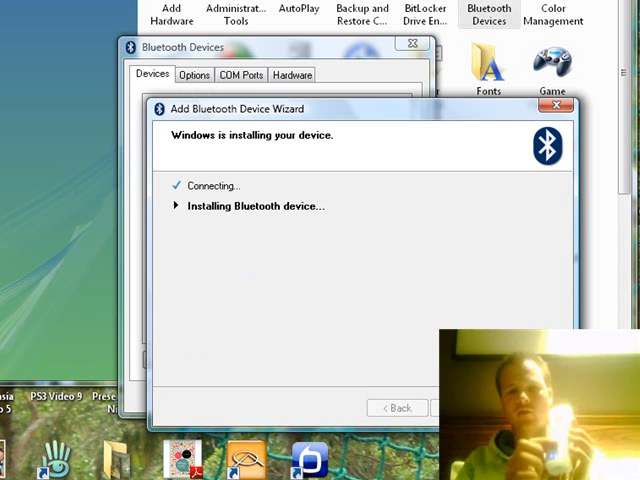 Add Hardware
Administrat... Tools
AutoPlay
Backup and Restore C...
BitLocker Drive En...
Bluetooth Devices
Color Management
Bluetooth Devices
Devices
Options
COM Ports
Hardware
Fonts
Game
Add Bluetooth Device Wizard
Windows is installing your device.
Connecting...
Installing Bluetooth device...
< Back
PS3 Video 9
Prese